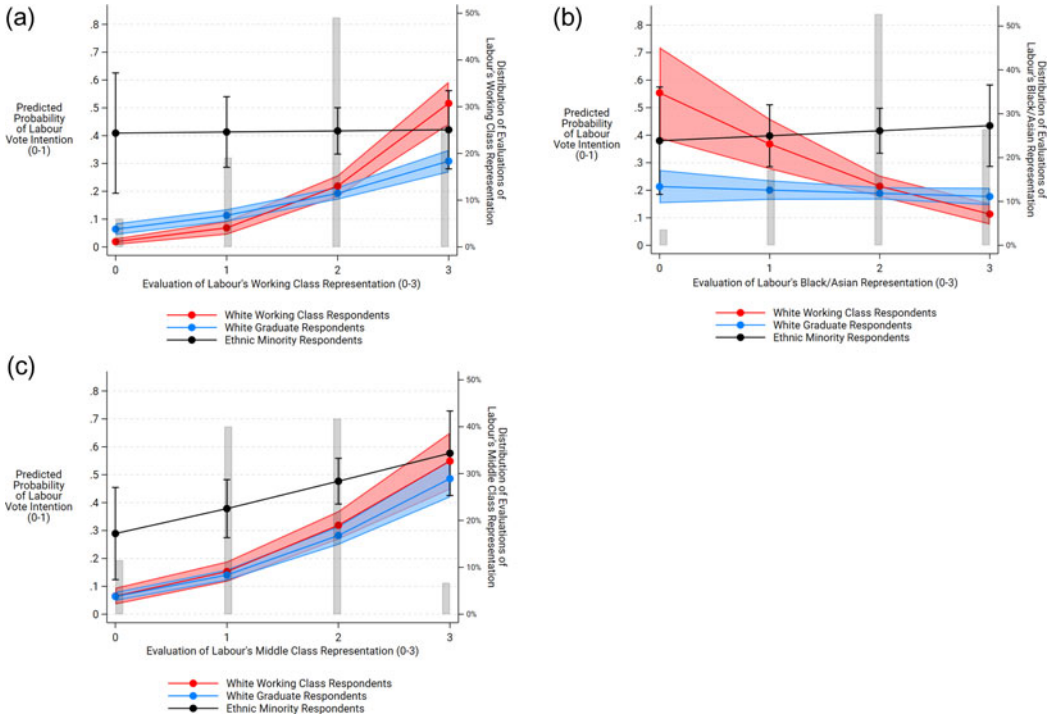 (a)
.8
.7
.6
.5
.4
.3
.2
.1
0
Predicted
Probability
of Labour
Vote Intention
(0-1)
50%
40%
30%
20%
10%
0%
Distribution of Evaluations of
Labour's Working Class Representation
0 1 2 3
Evaluation of Labour's Working Class Representation (0-3)
White Working Class Respondents
White Graduate Respondents
Ethnic Minority Respondents
(b)
.8
.7
.6
.5
.4
.3
.2
.1
0
Predicted
Probability
of Labour
Vote Intention
(0-1)
50%
40%
30%
20%
10%
0%
Distribution of Evaluations of
Labour's Black/Asian Representation
0 1 2 3
Evaluation of Labour's Black/Asian Representation (0-3)
White Working Class Respondents
White Graduate Respondents
Ethnic Minority Respondents
(c)
.8
.7
.6
.5
.4
.3
.2
.1
0
Predicted
Probability
of Labour
Vote Intention
(0-1)
50%
40%
30%
20%
10%
0%
Distribution of Evaluations of
Labour's Middle Class Representation
0 1 2 3
Evaluation of Labour's Middle Class Representation (0-3)
White Working Class Respondents
White Graduate Respondents
Ethnic Minority Respondents